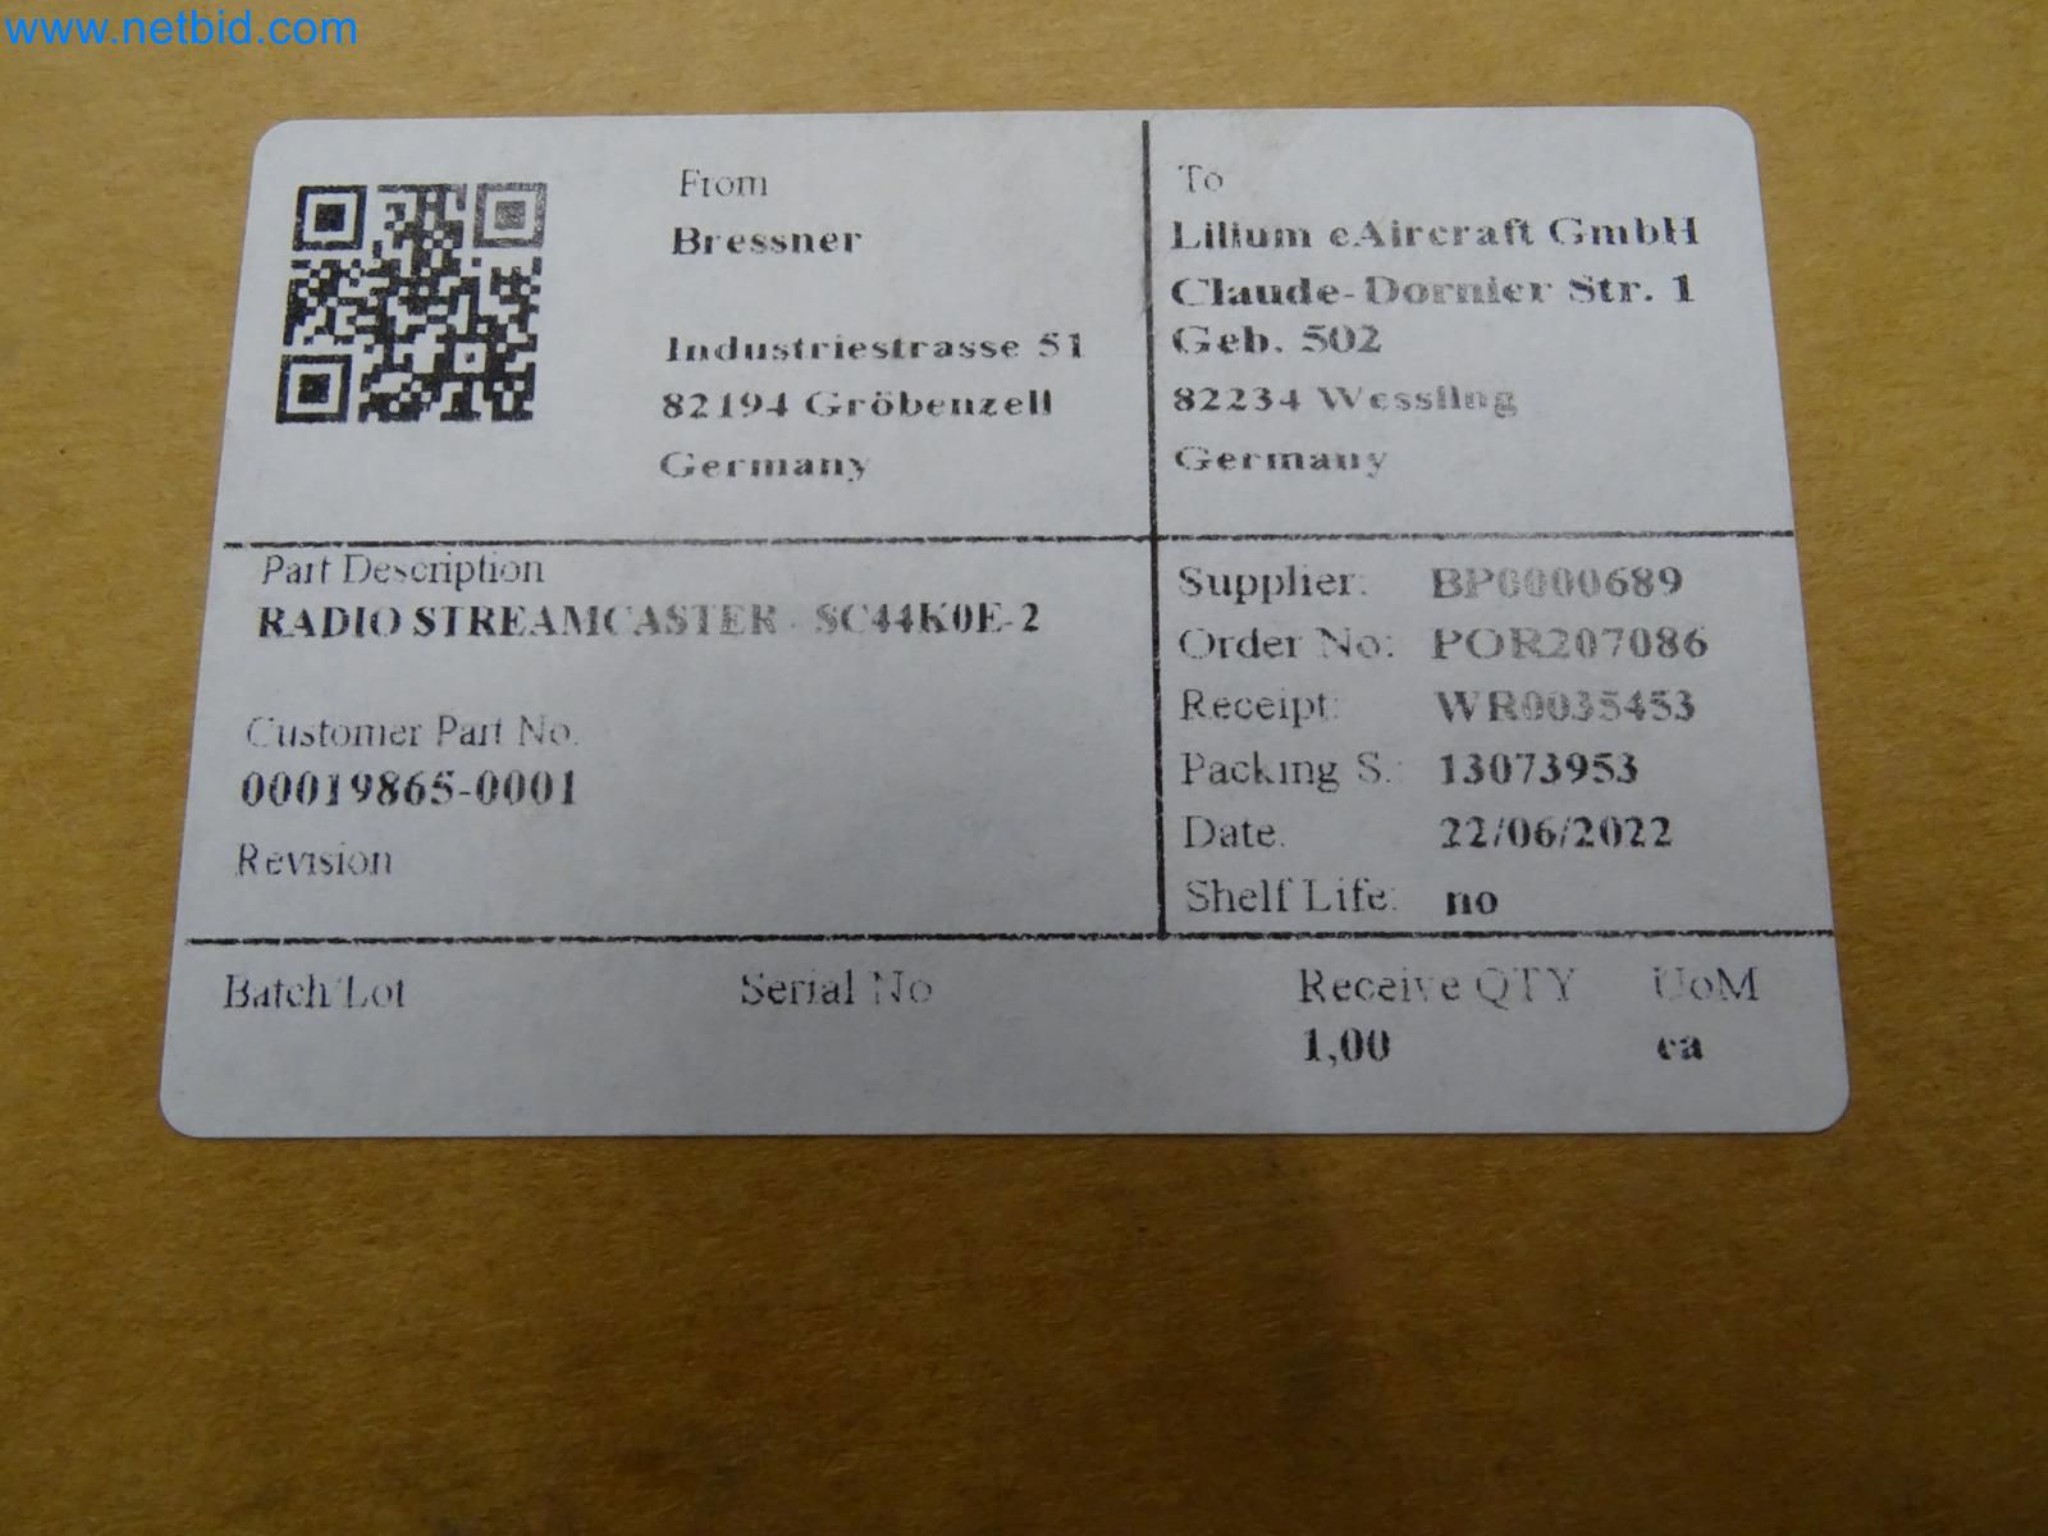 www.netbid.com
From
Bressner
Industriestrasse 51
82194 Gröbenzell
Germany
To
Lilium eAircraft GmbH
Claude-Dornier Str. 1
Geb. 502
82234 Wessling
Germany
Part Description
RADIO STREAMCASTER - SC44K0E-2
Customer Part No.
00019865-0001
Revision
Supplier: BP0000689
Order No: POR207086
Receipt: WR0035453
Packing S.: 13073953
Date: 22/06/2022
Shelf Life: no
Batch/Lot Serial No Receive QTY UoM
1,00 ea